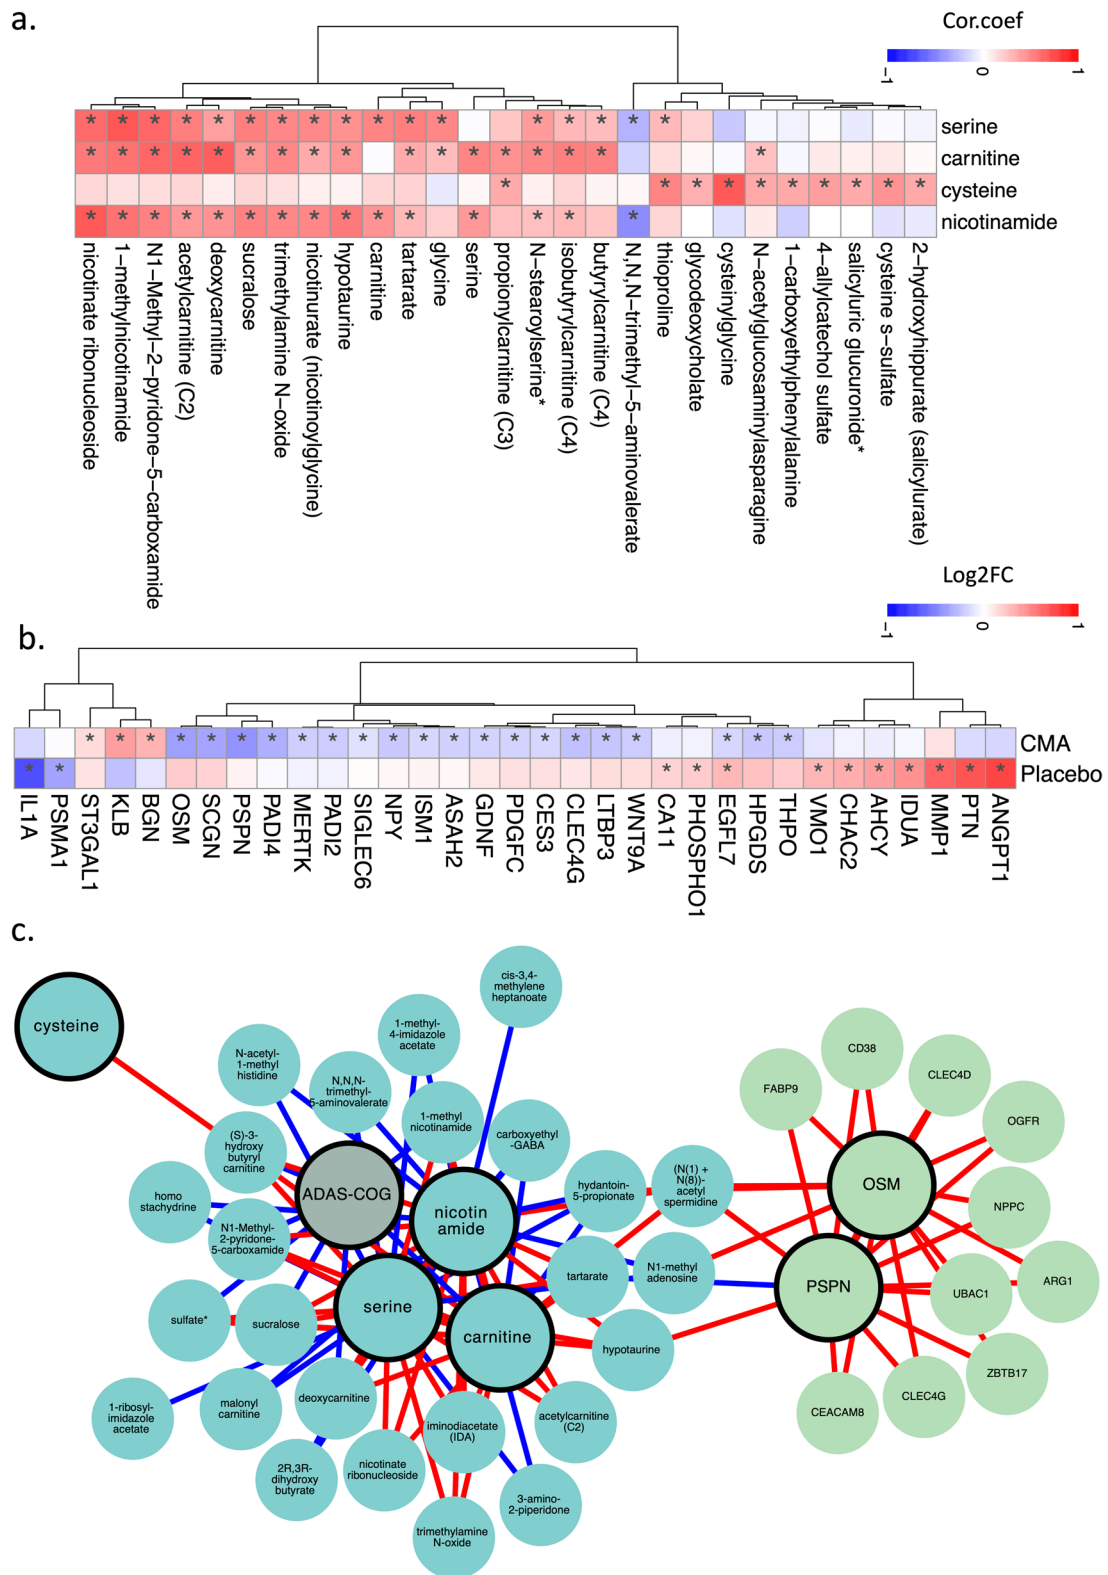 a.
Cor.coef
-1
0
1
* * * * * * * * * * * * * * * * *
serine
* * * * * * * * * * * * * * * * *
carnitine
* * * * * * * * * *
cysteine
* * * * * * * * * * * * * * * *
nicotinamide
nicotinate ribonucleoside
1-methylnicotinamide
N1-Methyl-2-pyridone-5-carboxamide
acetylcarnitine (C2)
deoxycarnitine
sucralose
trimethylamine N-oxide
nicotinurate (nicotinoylglycine)
hypotaurine
carnitine
tartarate
glycine
serine
propionylcarnitine (C3)
N-stearoylserine*
isobutyrylcarnitine (C4)
butyrylcarnitine (C4)
N,N,N-trimethyl-5-aminovalerate
thioproline
glycodeoxycholate
cysteinylglycine
N-acetylglucosaminylasparagine
1-carboxyethylphenylalanine
4-allylcatechol sulfate
salicyluric glucuronide*
cysteine s-sulfate
2-hydroxyhippurate (salicylurate)
Log2FC
-1
0
1
b.
* * * * * * * * * * * * * * * * * * * * * *
CMA
* * * * * * * * * * * *
Placebo
IL1A
PSMA1
ST3GAL1
KLB
BGN
OSM
SCGN
PSPN
PADI4
MERTK
PADI2
SIGLEC6
NPY
ISM1
ASAH2
GDNF
PDGFC
CES3
CLEC4G
LTBP3
WNT9A
CA11
PHOSPHO1
EGFL7
HPGDS
THPO
VMO1
CHAC2
AHCY
IDUA
MMP1
PTN
ANGPT1
c.
cysteine
cis-3,4-
methylene
heptanoate
1-methyl-
4-imidazole
acetate
N-acetyl-
1-methyl
histidine
N,N,N-
trimethyl-
5-aminovalerate
1-methyl
nicotinamide
carboxyethyl
-GABA
(S)-3-
hydroxy
butyryl
carnitine
ADAS-COG
nicotin
amide
hydantoin-
5-propionate
(N(1) +
N(8))-
acetyl
spermidine
homo
stachydrine
N1-Methyl-
2-pyridone-
5-carboxamide
tartarate
N1-methyl
adenosine
sulfate*
sucralose
serine
carnitine
hypotaurine
1-ribosyl-
imidazole
acetate
malonyl
carnitine
deoxycarnitine
iminodiacetate
(IDA)
acetylcarnitine
(C2)
2R,3R-
dihydroxy
butyrate
nicotinate
ribonucleoside
3-amino-
2-piperidone
trimethylamine
N-oxide
FABP9
CD38
CLEC4D
OGFR
OSM
NPPC
PSPN
UBAC1
ARG1
ZBTB17
CLEC4G
CEACAM8